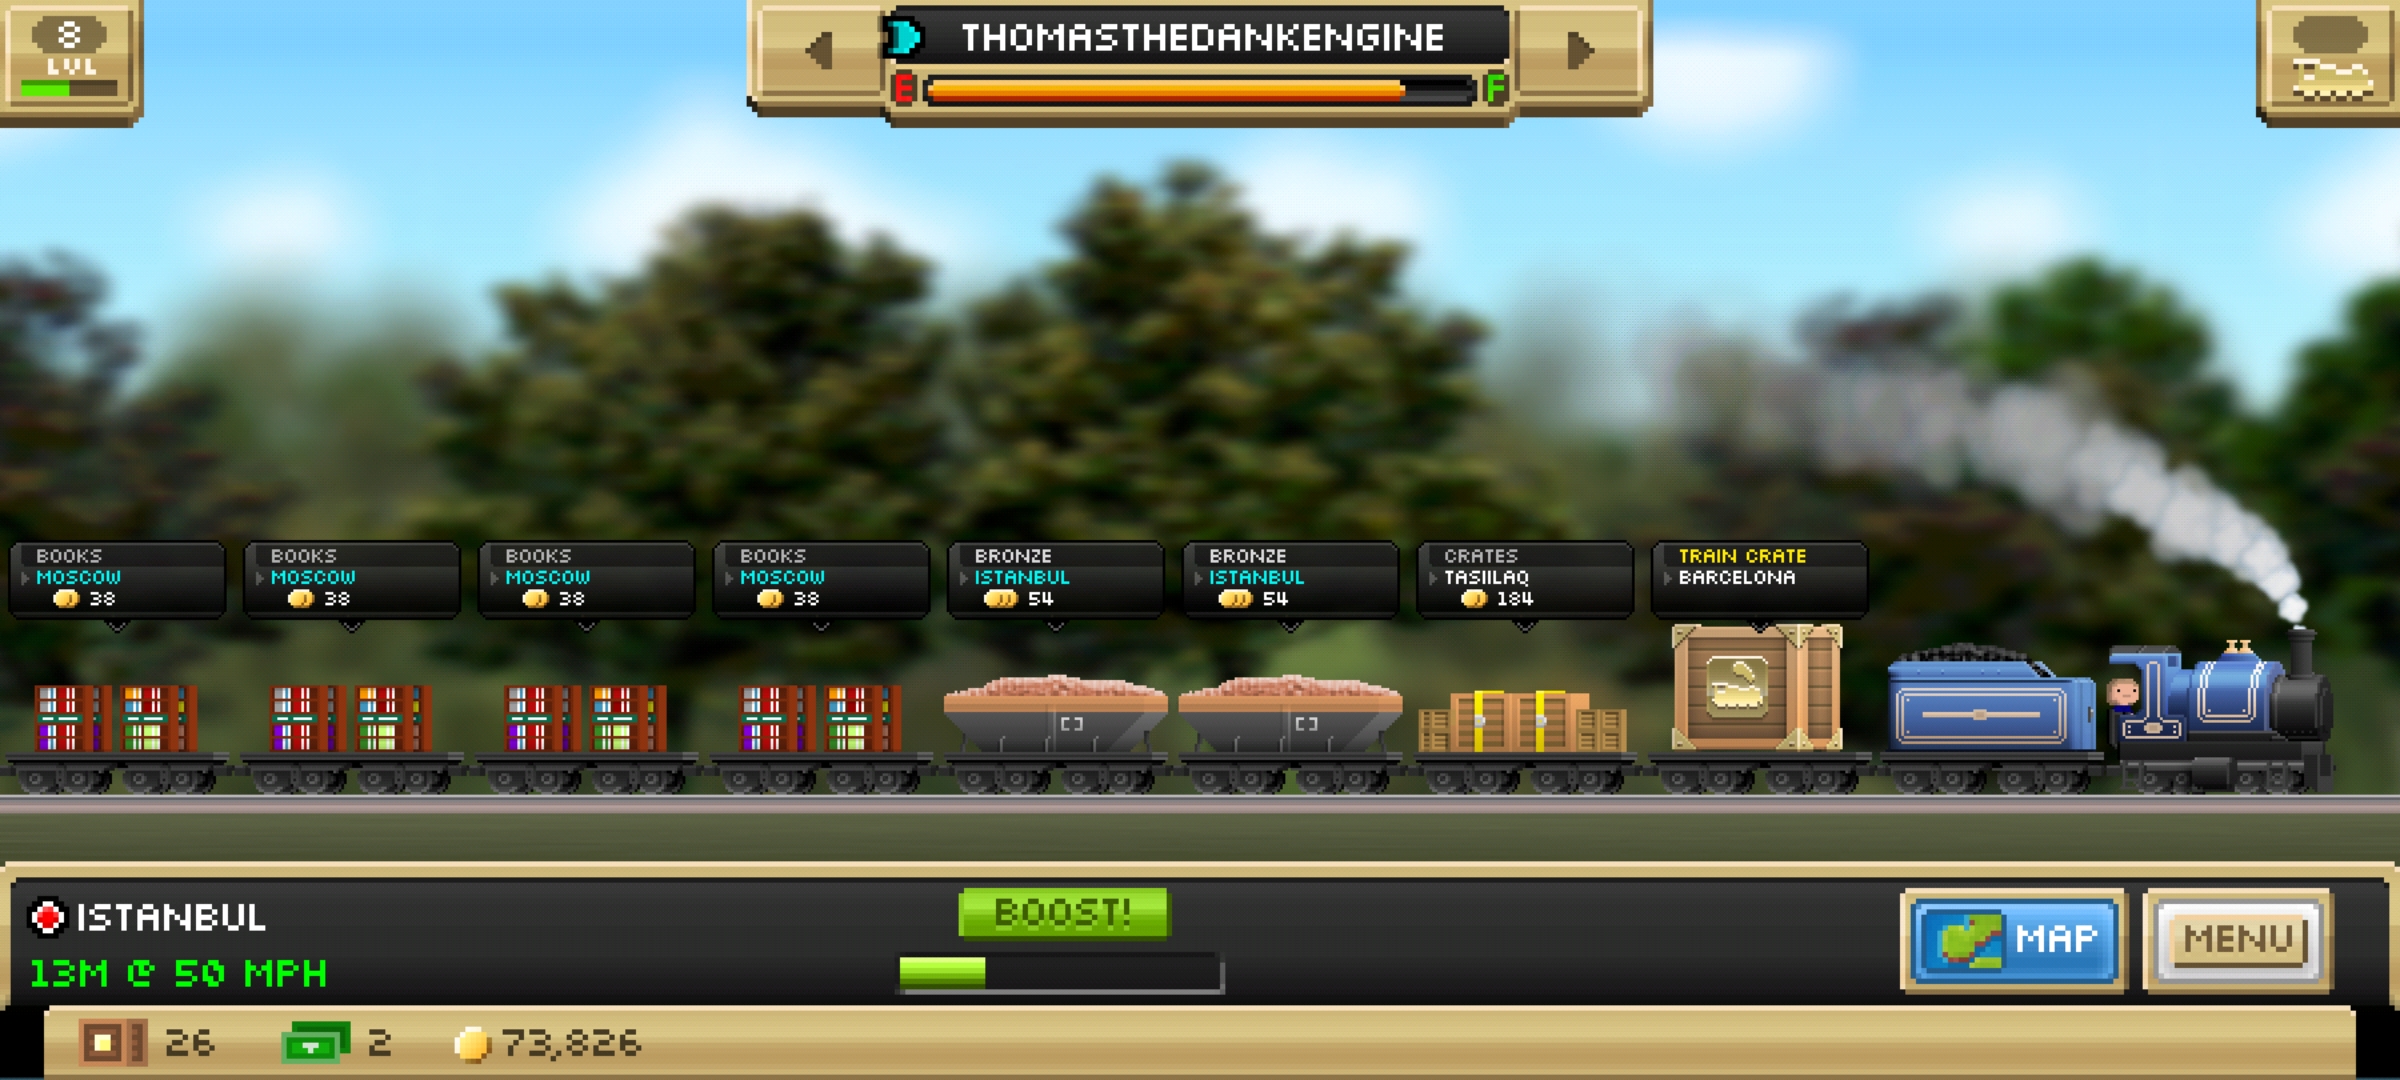 8
LVL
THOMASTHEDANKENGINE
E F
BOOKS
MOSCOW
38
BOOKS
MOSCOW
38
BOOKS
MOSCOW
38
BOOKS
MOSCOW
38
BRONZE
ISTANBUL
54
BRONZE
ISTANBUL
54
CRATES
TASIILAQ
184
TRAIN CRATE
BARCELONA
ISTANBUL
13M @ 50 MPH
BOOST!
MAP
MENU
26
2
73,826